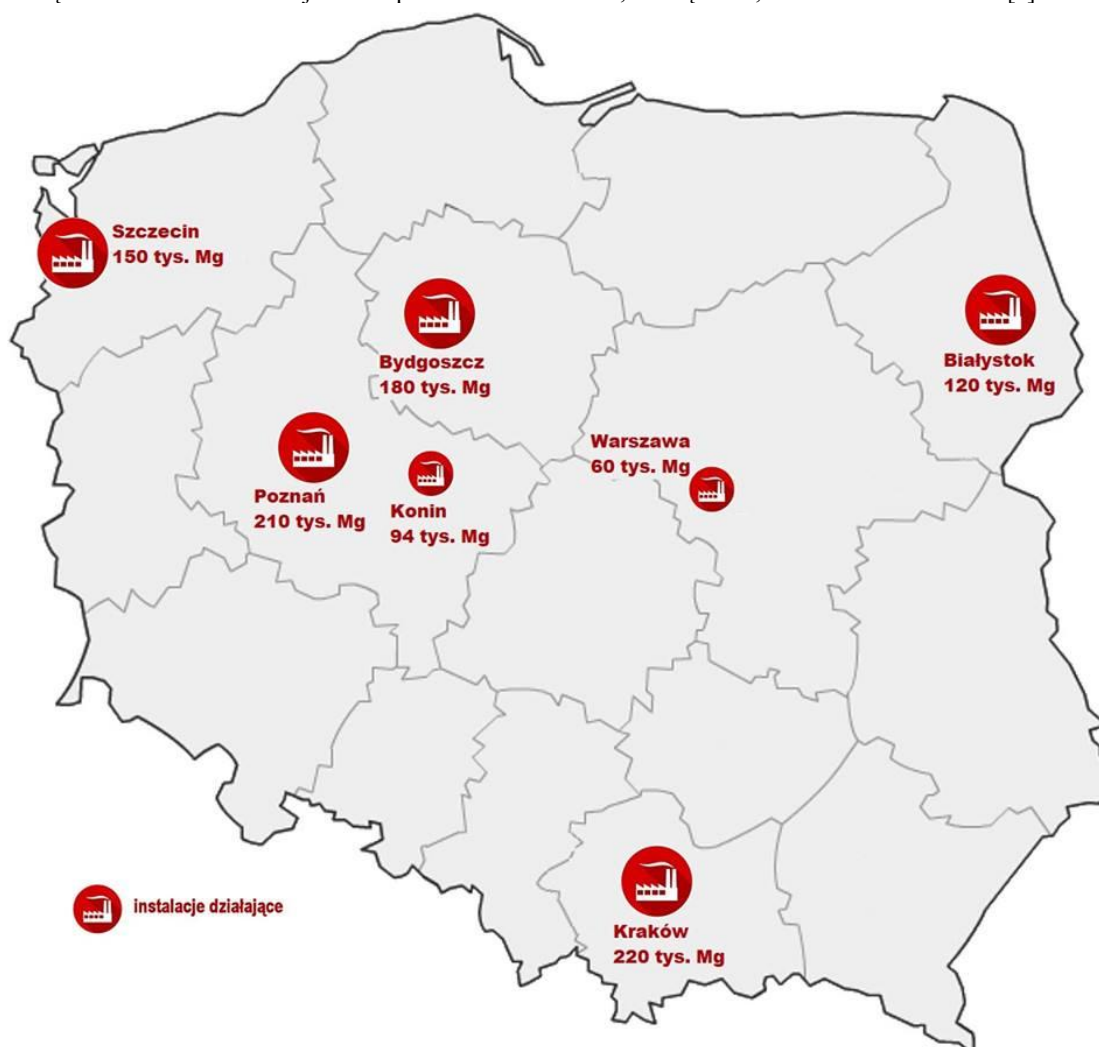 Szczecin
150 tys. Mg
Bydgoszcz
180 tys. Mg
Białystok
120 tys. Mg
Warszawa
60 tys. Mg
Poznań
210 tys. Mg
Konin
94 tys. Mg
instalacje działające
Kraków
220 tys. Mg